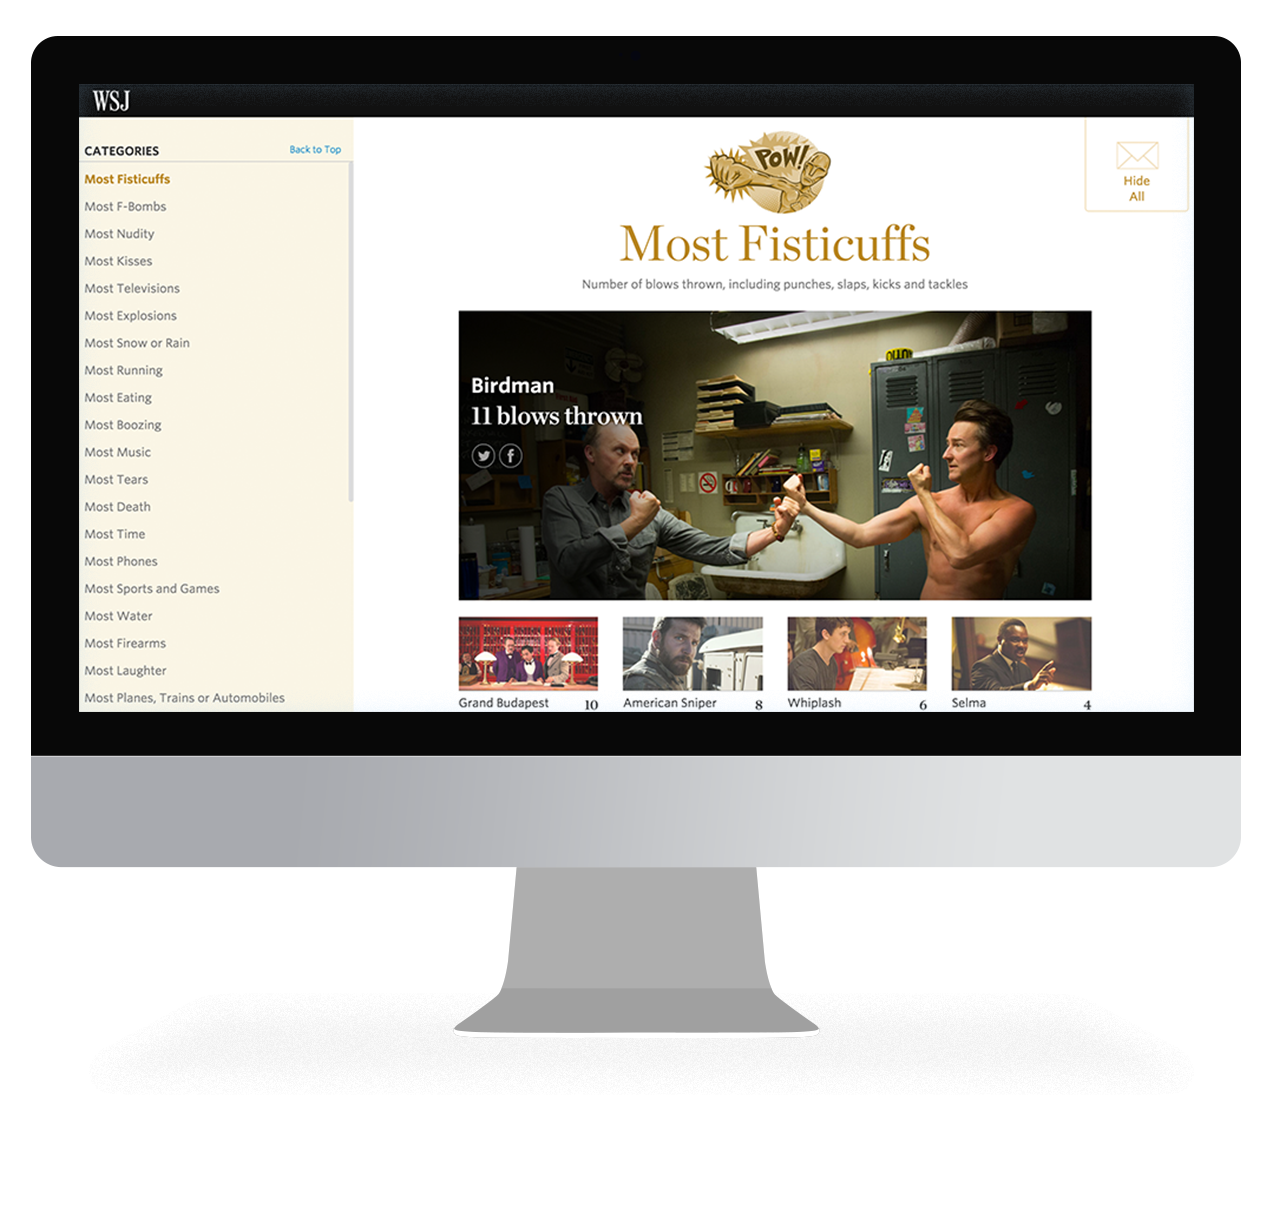 WSJ
CATEGORIES
Back to Top
Most Fisticuffs
Most F-Bombs
Most Nudity
Most Kisses
Most Televisions
Most Explosions
Most Snow or Rain
Most Running
Most Eating
Most Boozing
Most Music
Most Tears
Most Death
Most Time
Most Phones
Most Sports and Games
Most Water
Most Firearms
Most Laughter
Most Planes, Trains or Automobiles
POW!
Most Fisticuffs
Number of blows thrown, including punches, slaps, kicks and tackles
Hide
All
Birdman
11 blows thrown
Grand Budapest 10
American Sniper 8
Whiplash 6
Selma 4